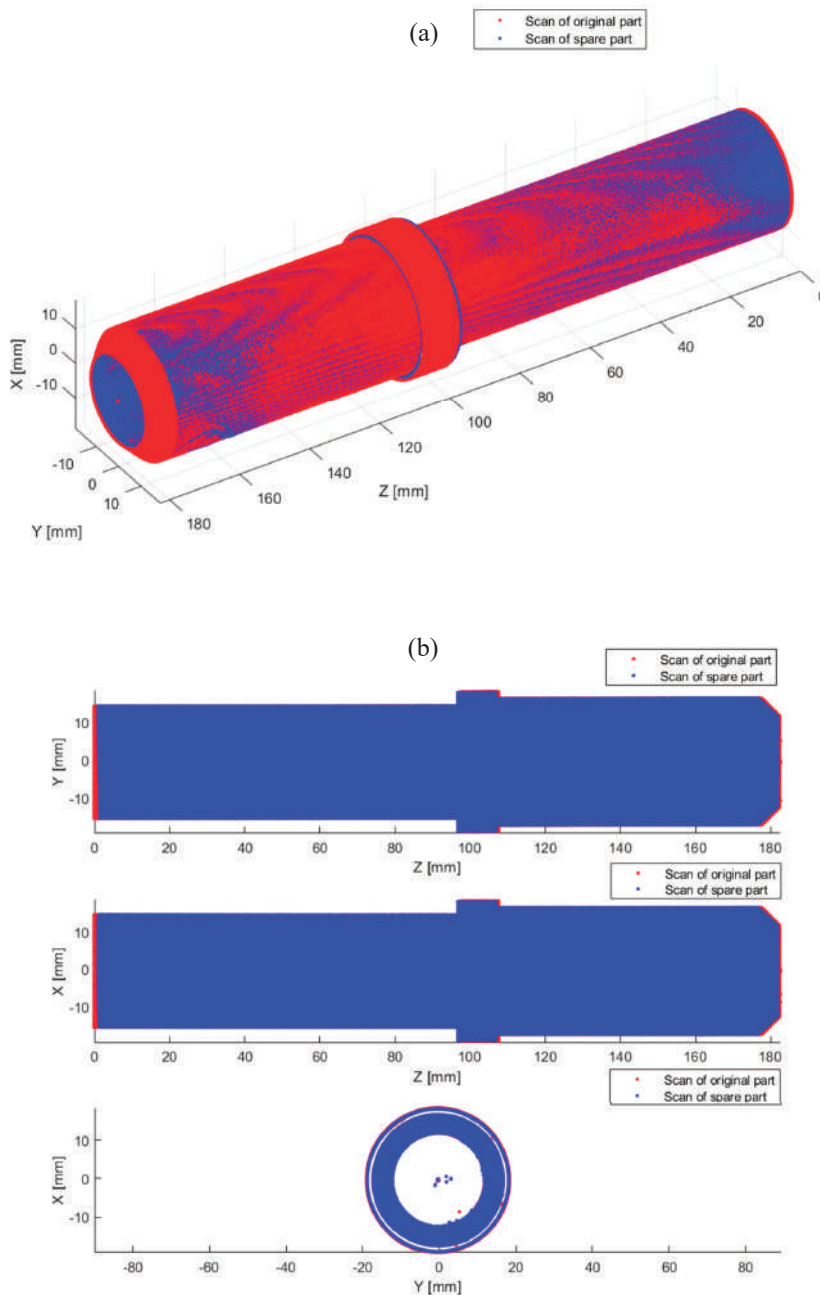 (a)
Scan of original part
Scan of spare part
X [mm]
10
0
-10
Y [mm]
-10
0
10
Z [mm]
180
160
140
120
100
80
60
40
20
(b)
Scan of original part
Scan of spare part
Y [mm]
10
0
-10
0 20 40 60 80 100 120 140 160 180
Z [mm]
Scan of original part
Scan of spare part
X [mm]
10
0
-10
0 20 40 60 80 100 120 140 160 180
Z [mm]
Scan of original part
Scan of spare part
X [mm]
10
0
-10
-80 -60 -40 -20 0 20 40 60 80
Y [mm]